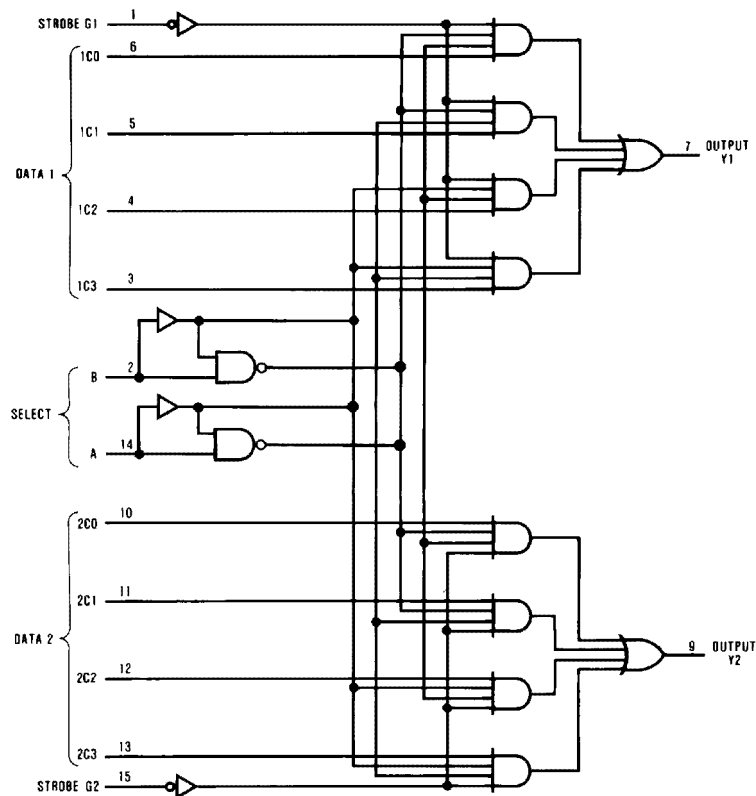 STROBE G1 1
6
1C0
5
1C1
DATA 1
4
1C2
3
1C3
7 OUTPUT Y1
2
B
SELECT
14
A
10
2C0
11
2C1
DATA 2
12
2C2
13
2C3
9 OUTPUT Y2
15
STROBE G2